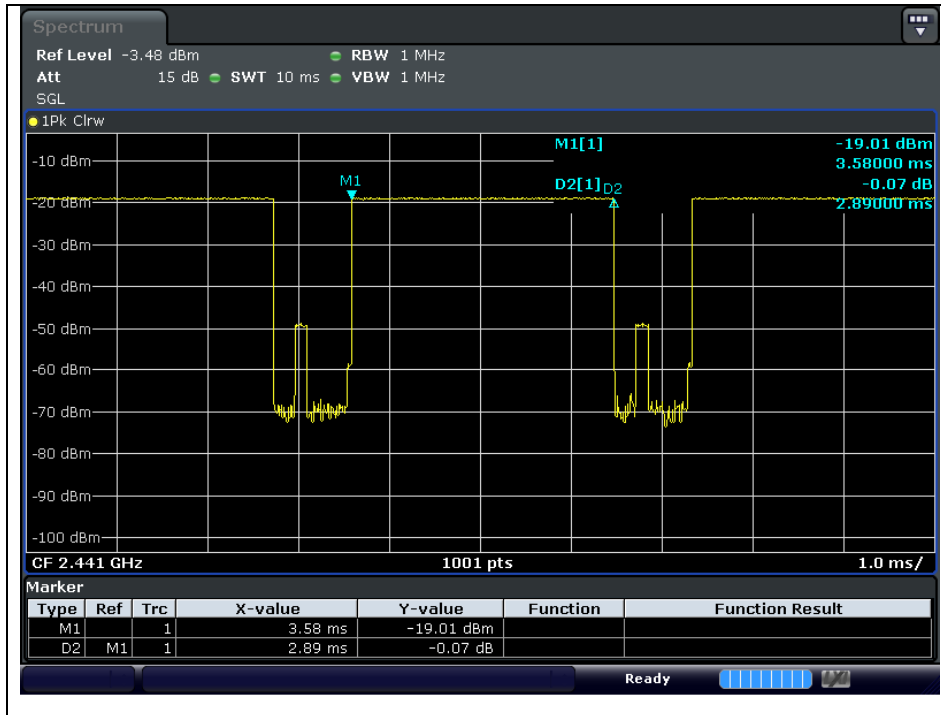 Spectrum
Ref Level -3.48 dBm RBW 1 MHz
Att 15 dB SWT 10 ms VBW 1 MHz
SGL
1Pk Clrw
M1[1] -19.01 dBm
3.58000 ms
D2[1] -0.07 dB
2.89000 ms
M1
D2
-10 dBm
-20 dBm
-30 dBm
-40 dBm
-50 dBm
-60 dBm
-70 dBm
-80 dBm
-90 dBm
-100 dBm
CF 2.441 GHz 1001 pts 1.0 ms/
Marker
Type Ref Trc X-value Y-value Function Function Result
M1 1 3.58 ms -19.01 dBm
D2 M1 1 2.89 ms -0.07 dB
Ready